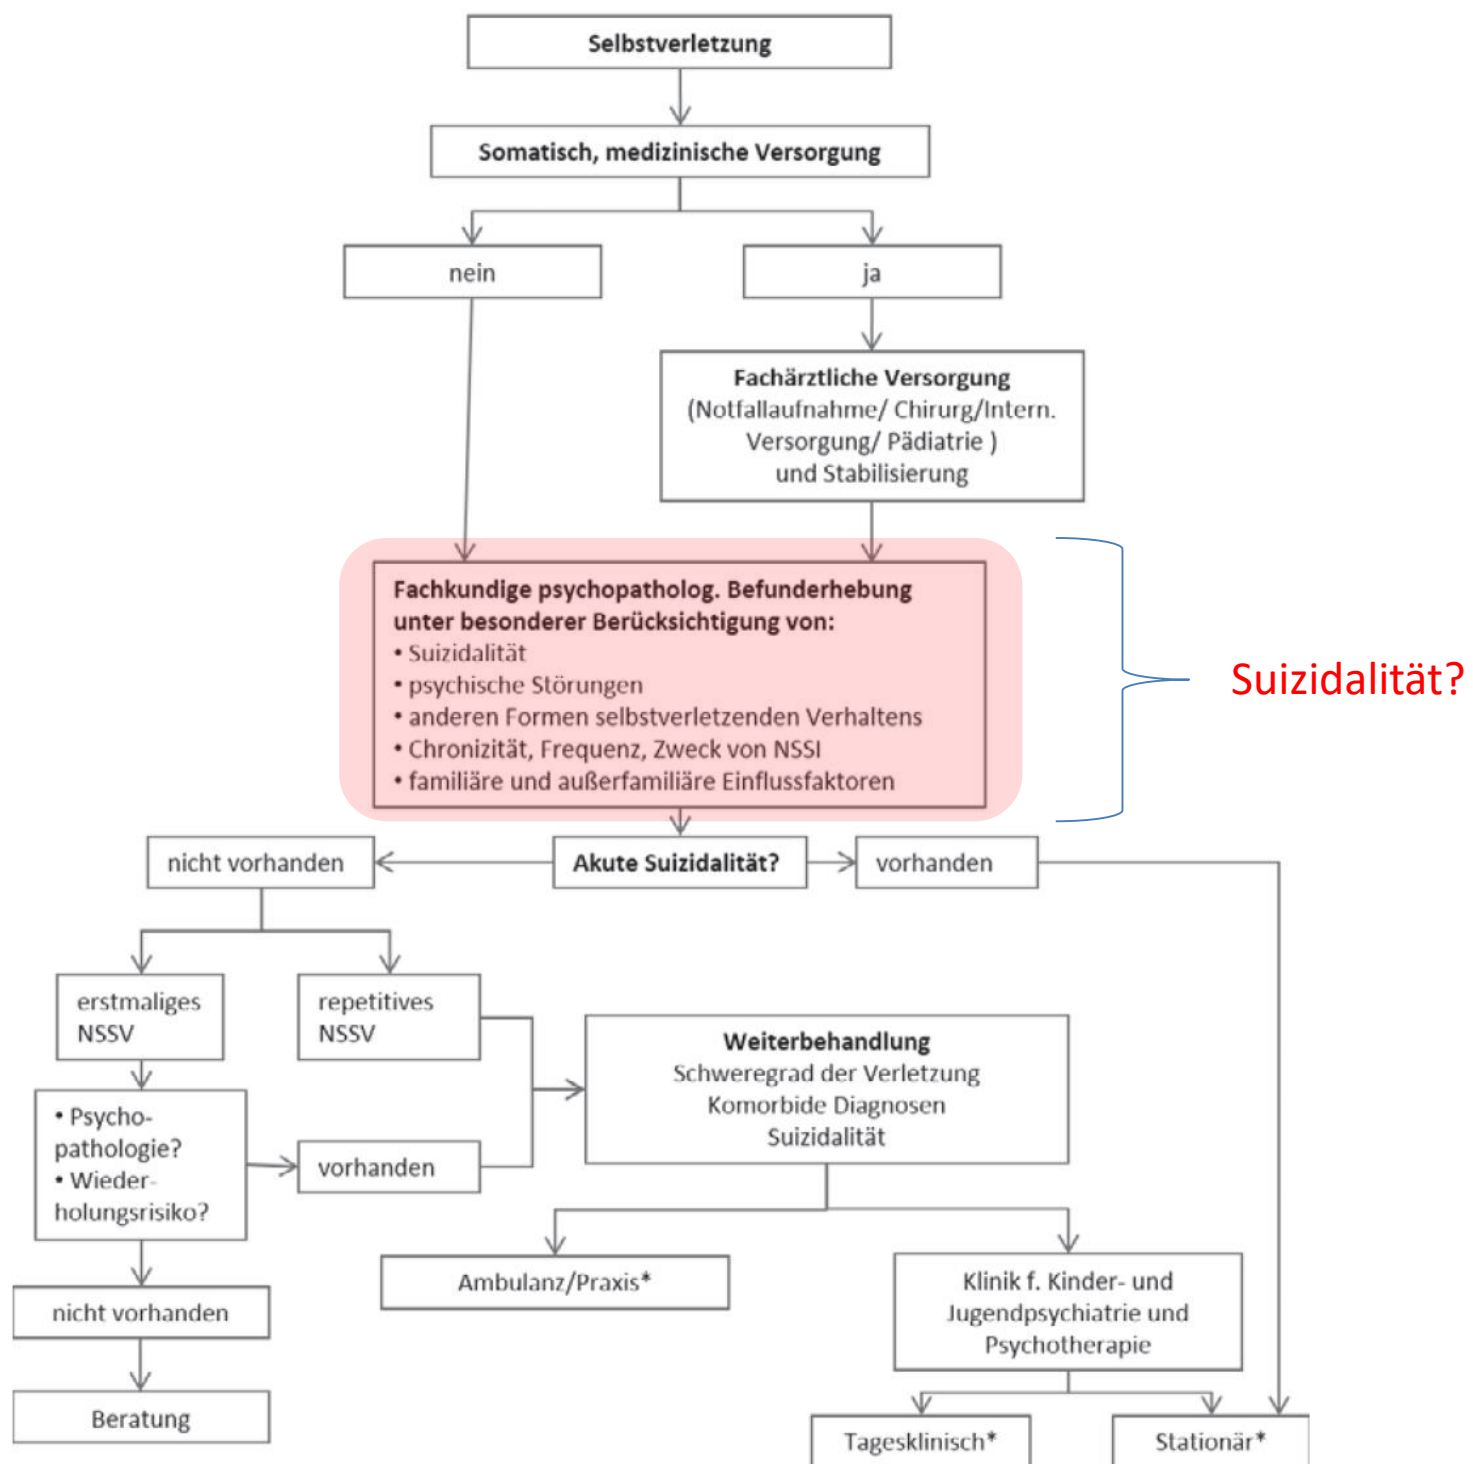 Selbstverletzung
Somatisch, medizinische Versorgung
nein
ja
Fachärztliche Versorgung
(Notfallaufnahme/ Chirurg/Intern.
Versorgung/ Pädiatrie )
und Stabilisierung
Fachkundige psychopatholog. Befunderhebung
unter besonderer Berücksichtigung von:
• Suizidalität
• psychische Störungen
• anderen Formen selbstverletzenden Verhaltens
• Chronizität, Frequenz, Zweck von NSSI
• familiäre und außerfamiliäre Einflussfaktoren
Suizidalität?
nicht vorhanden
Akute Suizidalität?
vorhanden
erstmaliges
NSSV
repetitives
NSSV
Weiterbehandlung
Schweregrad der Verletzung
Komorbide Diagnosen
Suizidalität
• Psycho-
pathologie?
• Wieder-
holungsrisiko?
vorhanden
Ambulanz/Praxis*
Klinik f. Kinder- und
Jugendpsychiatrie und
Psychotherapie
nicht vorhanden
Beratung
Tagesklinisch*
Stationär*